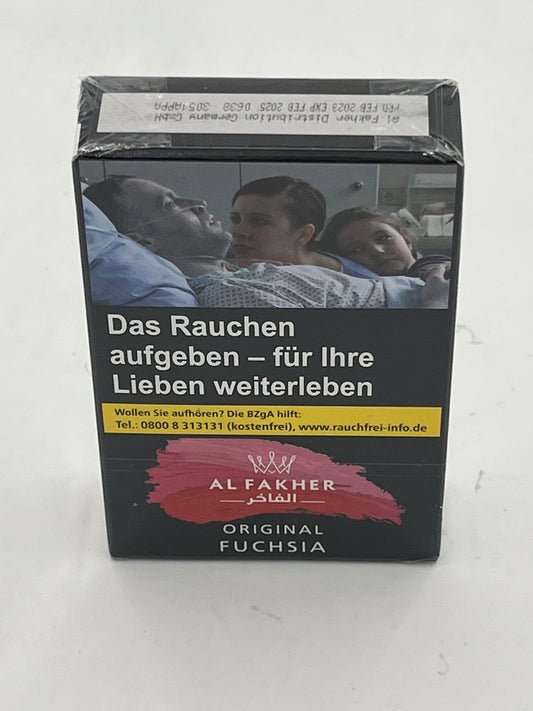 Al Fakher Distribution Germany GmbH
PRD FEB 2023 EXP FEB 2025 0638 3051APPA
Das Rauchen
aufgeben – für Ihre
Lieben weiterleben
Wollen Sie aufhören? Die BZgA hilft:
Tel.: 0800 8 313131 (kostenfrei), www.rauchfrei-info.de
AL FAKHER
الفاخر
ORIGINAL
FUCHSIA